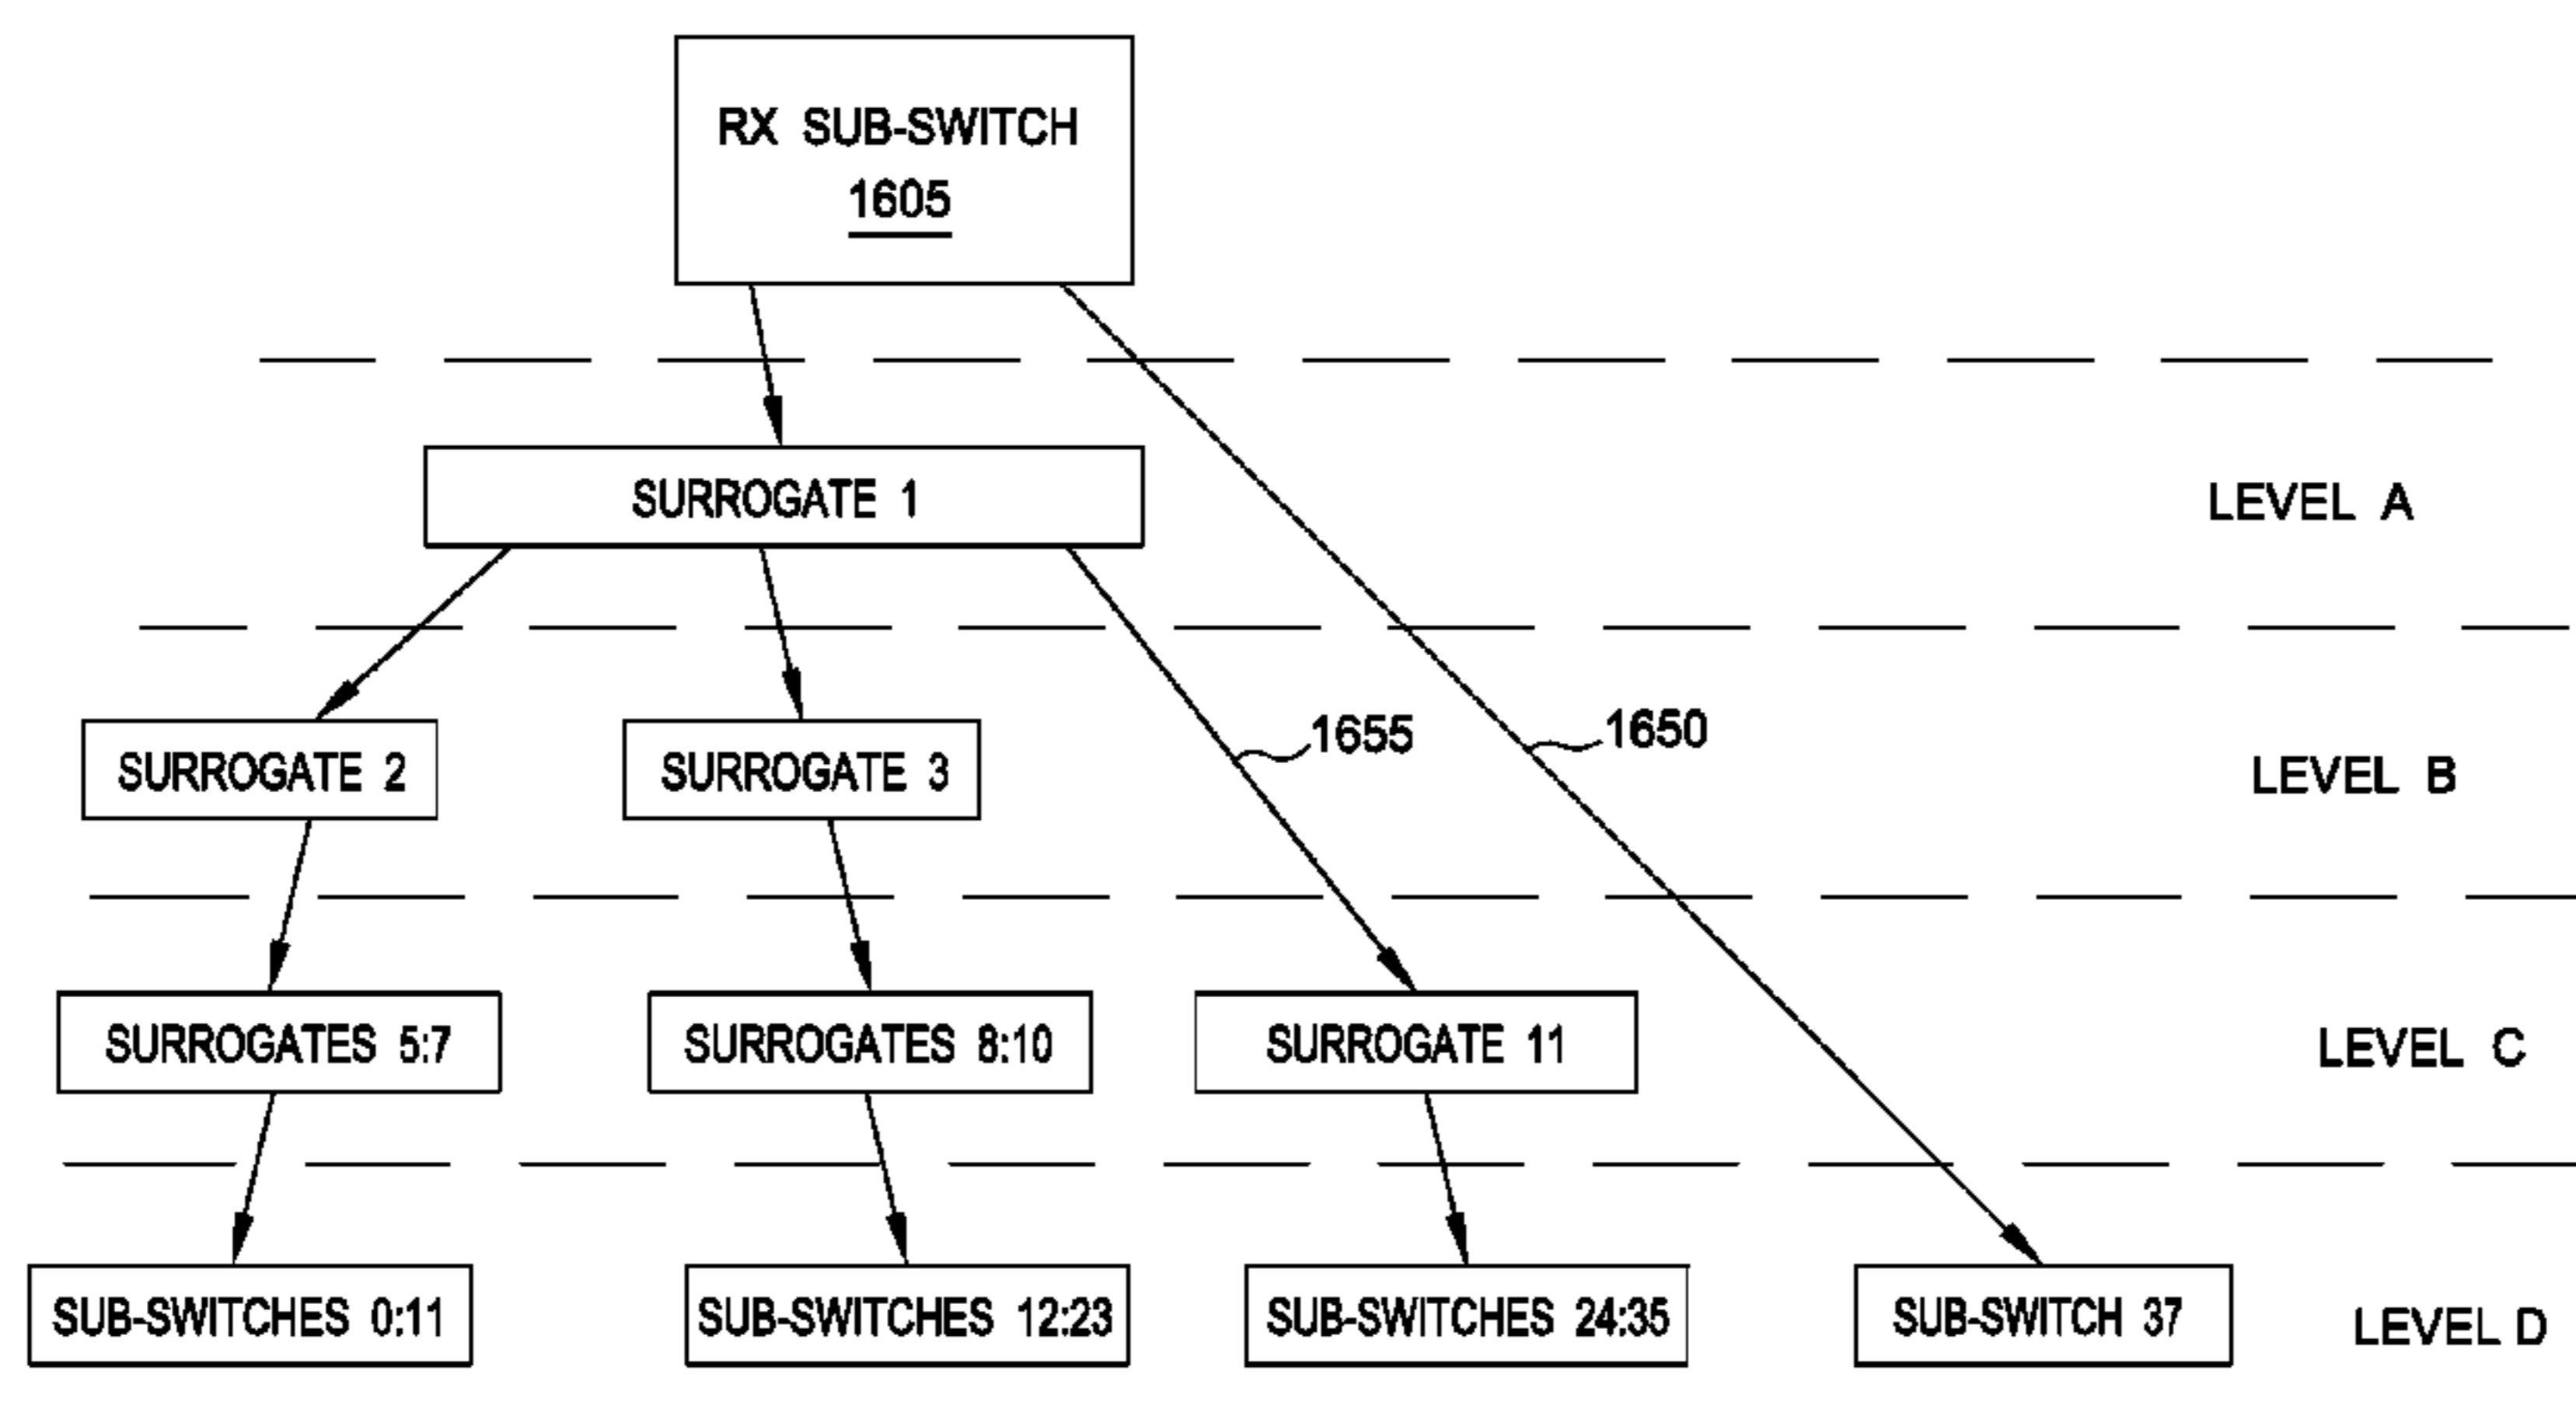 RX SUB-SWITCH
1605
SURROGATE 1
LEVEL A
SURROGATE 2
SURROGATE 3
1655
1650
LEVEL B
SURROGATES 5:7
SURROGATES 8:10
SURROGATE 11
LEVEL C
SUB-SWITCHES 0:11
SUB-SWITCHES 12:23
SUB-SWITCHES 24:35
SUB-SWITCH 37
LEVEL D